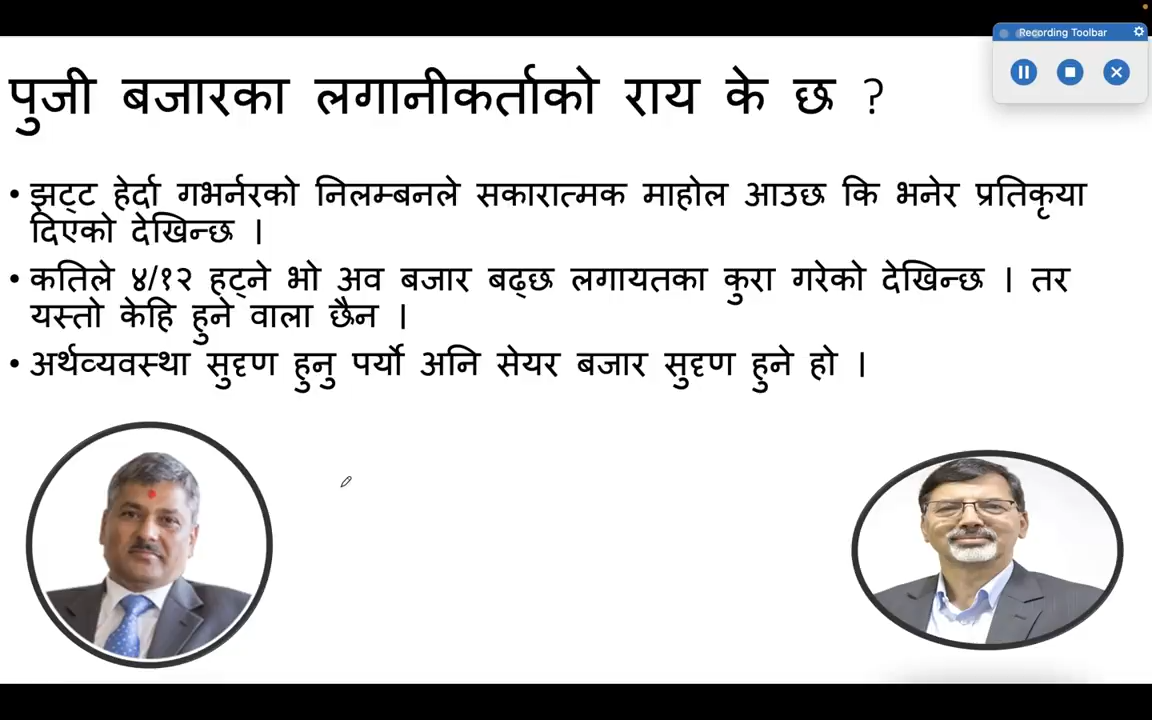 Recording Toolbar
पुजी बजारका लगानीकर्ताको राय के छ ?
• झट्ट हेर्दा गभर्नरको निलम्बनले सकारात्मक माहोल आउछ कि भनेर प्रतिकृया
दिएको देखिन्छ ।
• कतिले ४/१२ हट्ने भो अव बजार बढ्छ लगायतका कुरा गरेको देखिन्छ । तर
यस्तो केहि हुने वाला छैन ।
• अर्थव्यवस्था सुदृण हुनु पर्यो अनि सेयर बजार सुदृण हुने हो ।